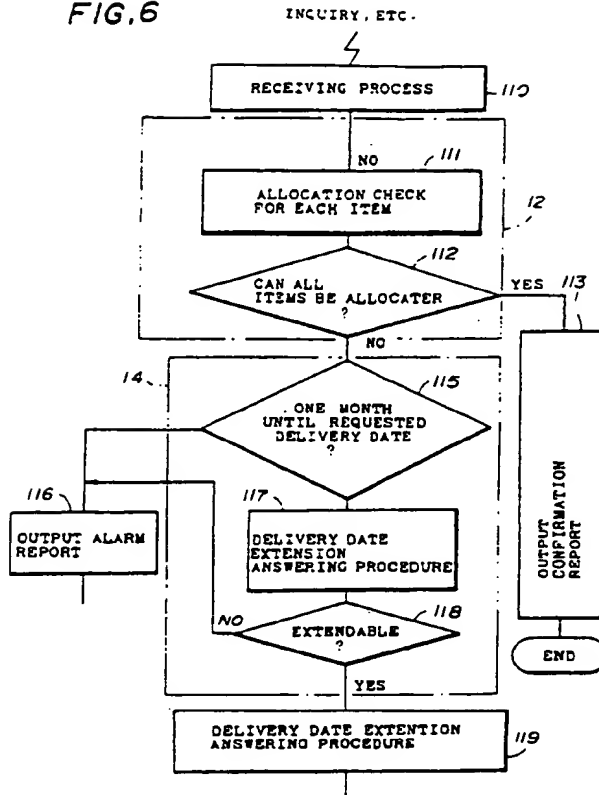 FIG.6
INCUIRY, ETC.
RECEIVING PROCESS
110
NO
111
ALLOCATION CHECK
FOR EACH ITEM
12
112
CAN ALL
ITEMS BE ALLOCATER
?
YES
113
NO
OUTPUT
CONFIRMATION
REPORT
END
14
115
ONE MONTH
UNTIL REQUESTED
DELIVERY DATE
?
116
OUTPUT ALARM
REPORT
117
DELIVERY DATE
EXTENSION
ANSWERING PROCEDURE
118
NO
EXTENDABLE
?
YES
DELIVERY DATE EXTENTION
ANSWERING PROCEDURE
119